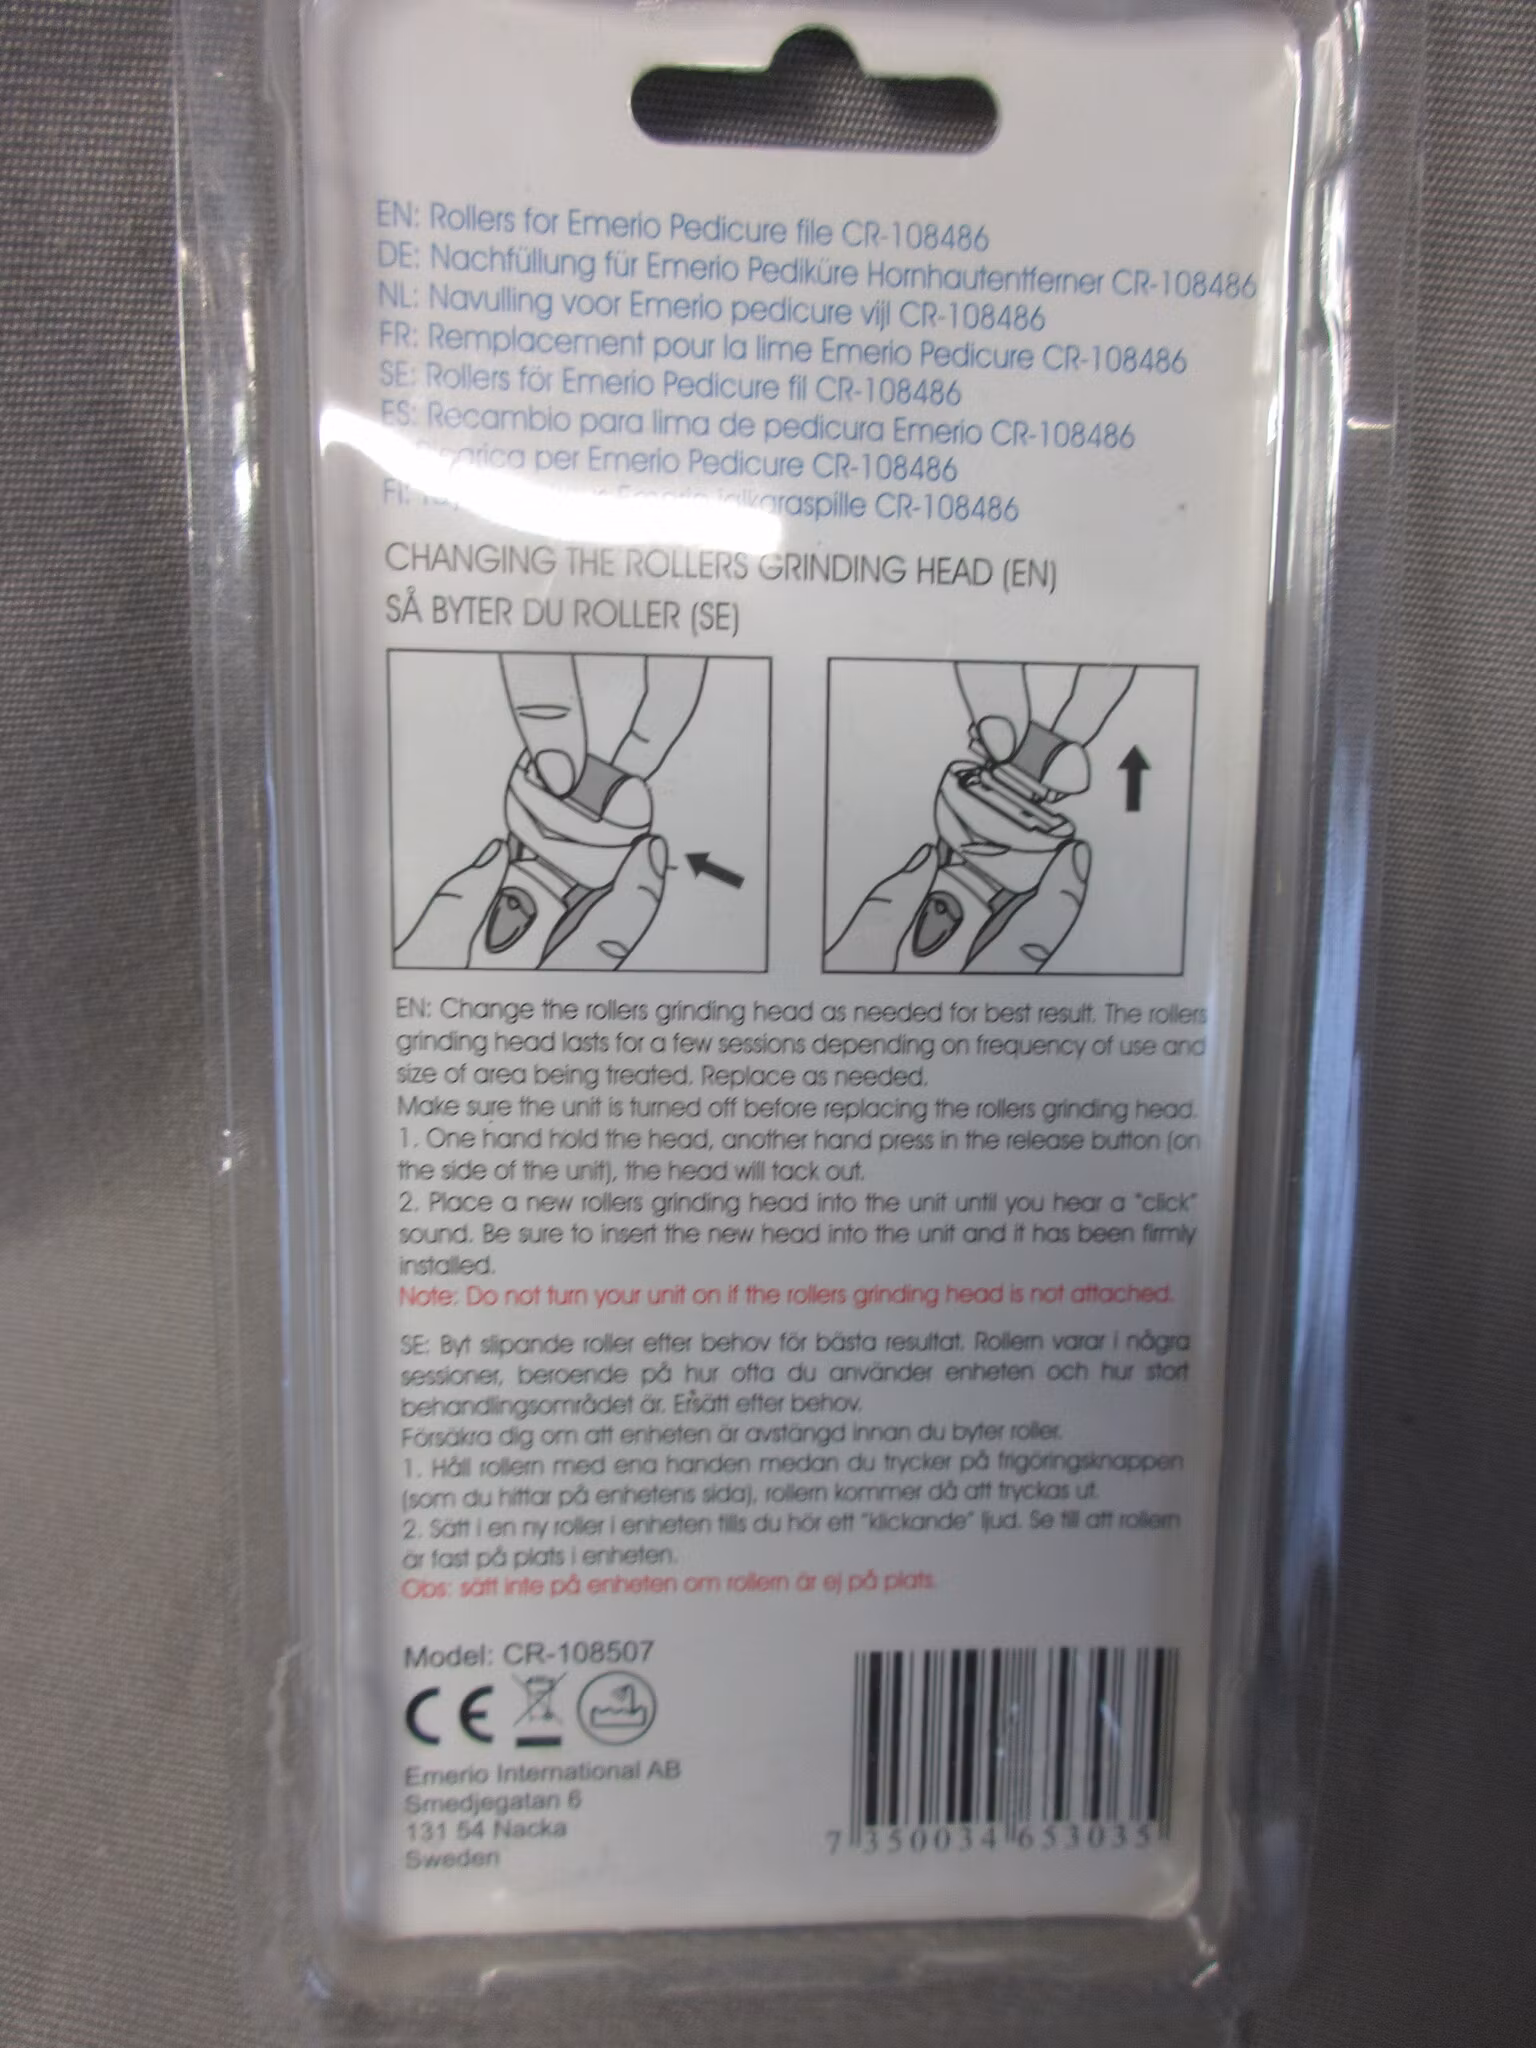 EN: Rollers for Emerio Pedicure file CR-108486
DE: Nachfüllung für Emerio Pediküre Hornhautentferner CR-108486
NL: Navulling voor Emerio pedicure vijl CR-108486
FR: Remplacement pour la lime Emerio Pedicure CR-108486
SE: Rollers för Emerio Pedicure fil CR-108486
ES: Recambio para lima de pedicura Emerio CR-108486
per Emerio Pedicure CR-108486
FI: CR-108486
CHANGING THE ROLLERS GRINDING HEAD (EN)
SÅ BYTER DU ROLLER (SE)
EN: Change the rollers grinding head as needed for best result. The rollers
grinding head lasts for a few sessions depending on frequency of use and
size of area being treated. Replace as needed.
Make sure the unit is turned off before replacing the rollers grinding head.
1. One hand hold the head, another hand press in the release button (on
the side of the unit), the head will tack out.
2. Place a new rollers grinding head into the unit until you hear a "click"
sound. Be sure to insert the new head into the unit and it has been firmly
installed.
Note: Do not turn your unit on if the rollers grinding head is not attached.
SE: Byt slipande roller efter behov för bästa resultat. Rollern varar i några
sessioner, beroende på hur ofta du använder enheten och hur stort
behandlingsområdet är. Ersätt efter behov.
Försäkra dig om att enheten är avstängd innan du byter roller.
1. Håll rollern med ena handen medan du trycker på frigöringsknappen
(som du hittar på enhetens sida), rollern kommer då att tryckas ut.
2. Sätt i en ny roller i enheten tills du hör ett "klickande" ljud. Se till att rollern
är fast på plats i enheten.
Obs: sätt inte på enheten om rollern är ej på plats.
Model: CR-108507
CE
Emerio International AB
Smedjegatan 6
131 54 Nacka
Sweden
7 350034 653035